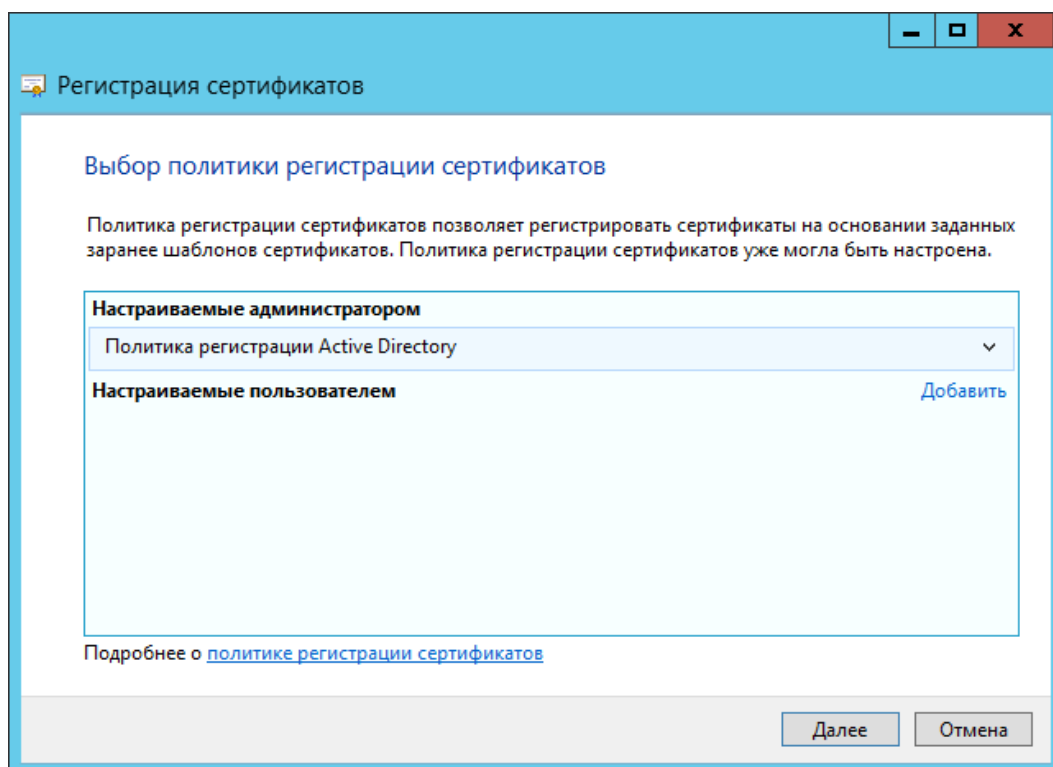 Регистрация сертификатов
Выбор политики регистрации сертификатов
Политика регистрации сертификатов позволяет регистрировать сертификаты на основании заданных
заранее шаблонов сертификатов. Политика регистрации сертификатов уже могла быть настроена.
Настраиваемые администратором
Политика регистрации Active Directory
Настраиваемые пользователем Добавить
Подробнее о политике регистрации сертификатов
Далее Отмена